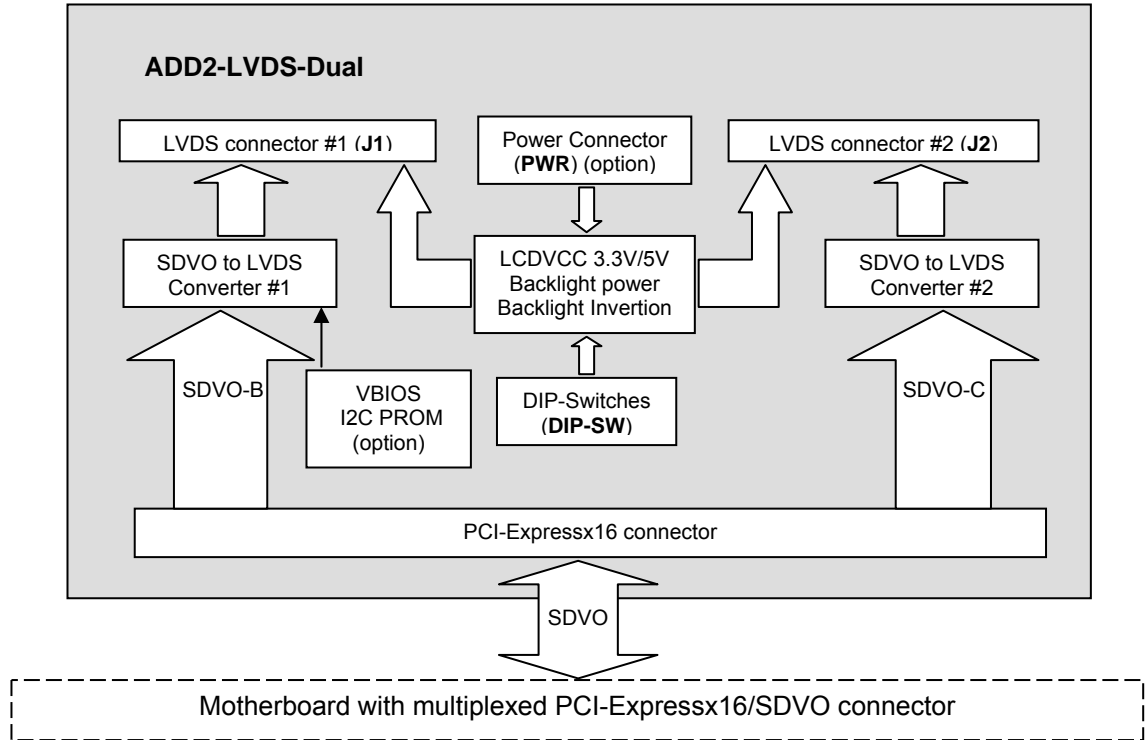 ADD2-LVDS-Dual
LVDS connector #1 (J1)
Power Connector
(PWR) (option)
LVDS connector #2 (J2)
SDVO to LVDS
Converter #1
LCDVCC 3.3V/5V
Backlight power
Backlight Invertion
SDVO to LVDS
Converter #2
SDVO-B
VBIOS
I2C PROM
(option)
DIP-Switches
(DIP-SW)
SDVO-C
PCI-Expressx16 connector
SDVO
Motherboard with multiplexed PCI-Expressx16/SDVO connector